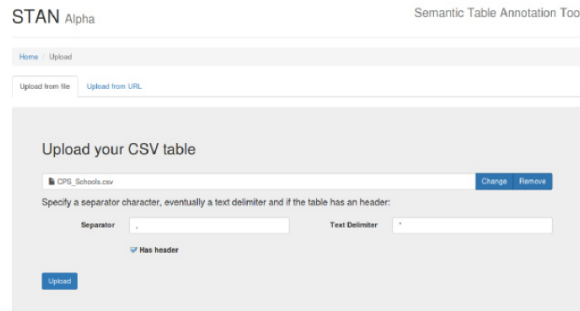 STAN Alpha
Semantic Table Annotation Too
Home / Upload
Upload from file
Upload from URL
Upload your CSV table
CPS_Schools.csv
Change
Remove
Specify a separator character, eventually a text delimiter and if the table has an header:
Separator
,
Text Delimiter
"
Has header
Upload